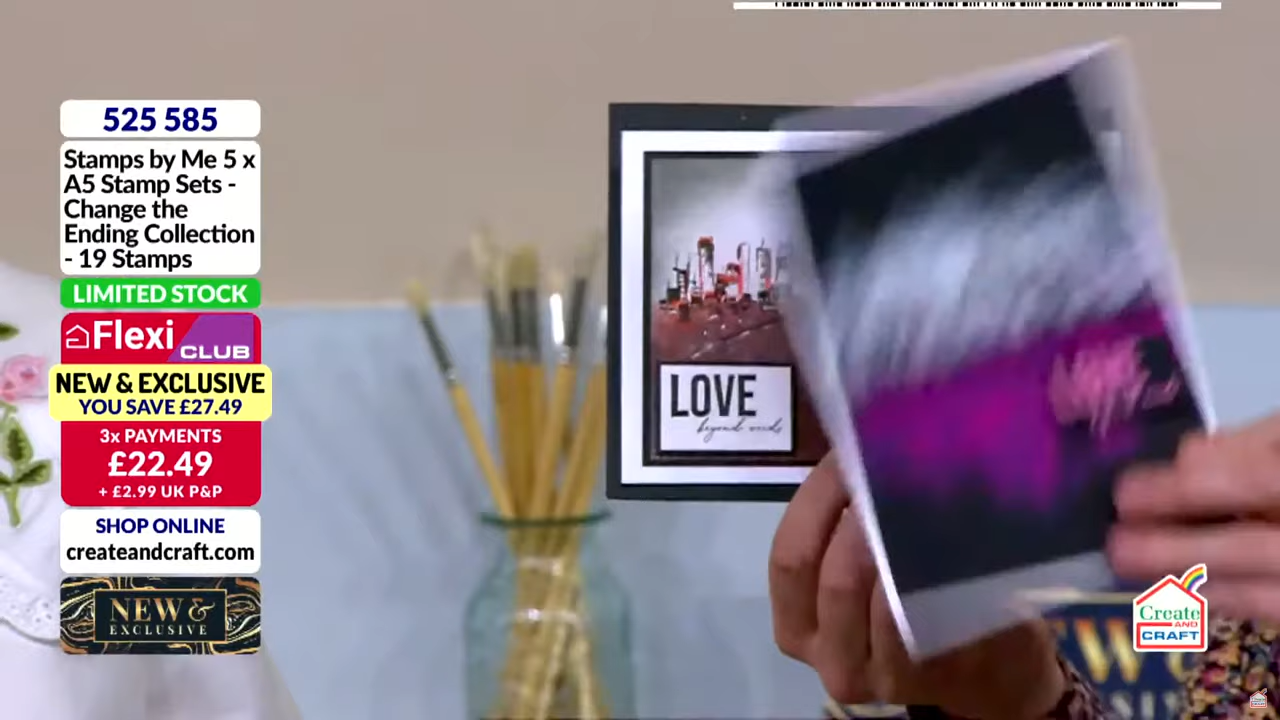 525 585
Stamps by Me 5 x
A5 Stamp Sets -
Change the
Ending Collection
- 19 Stamps
LIMITED STOCK
Flexi
CLUB
NEW & EXCLUSIVE
YOU SAVE £27.49
3x PAYMENTS
£22.49
+ £2.99 UK P&P
SHOP ONLINE
createandcraft.com
NEW &
EXCLUSIVE
LOVE
beyond words
Create
AND
CRAFT